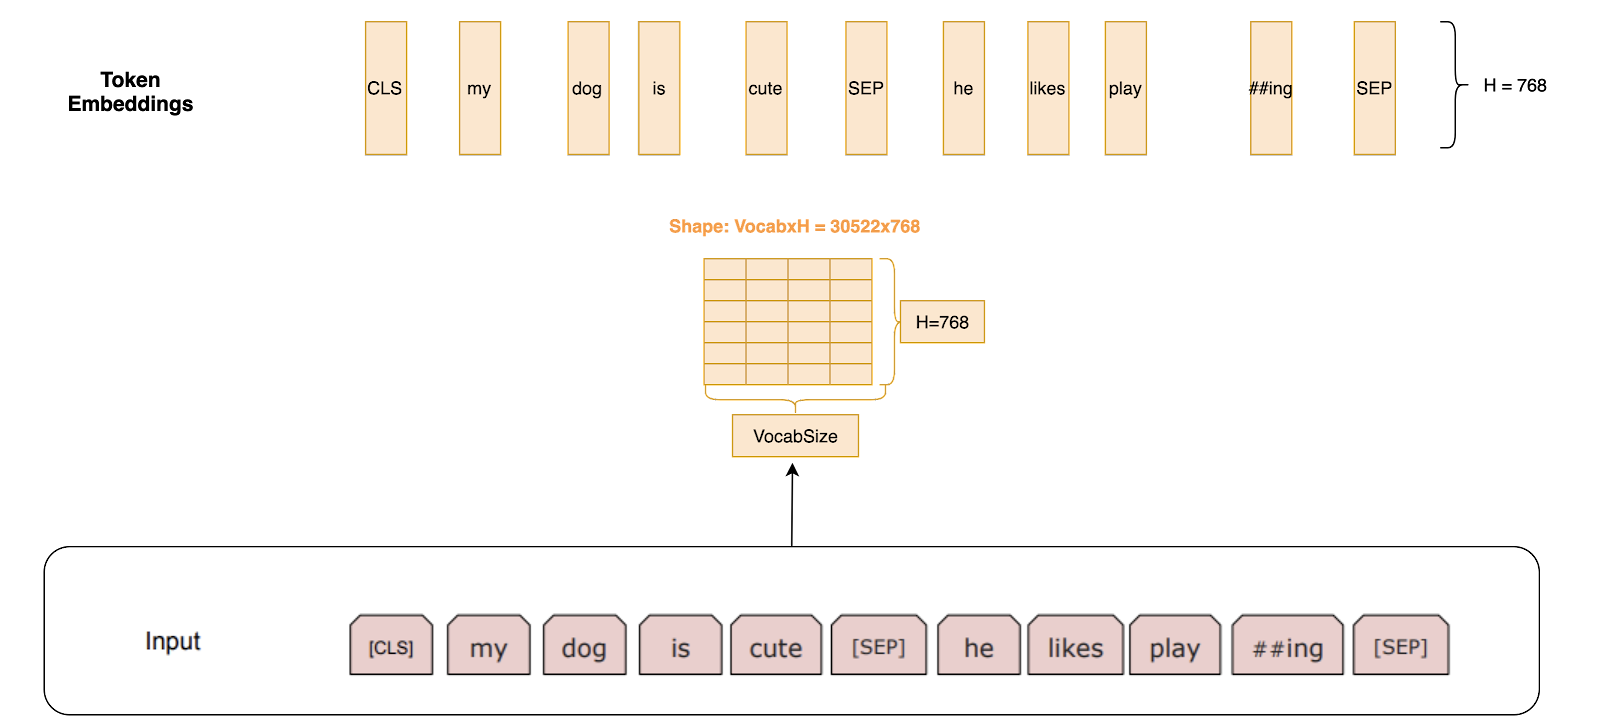 Token
Embeddings
CLS my dog is cute SEP he likes play ##ing SEP
H = 768
Shape: VocabxH = 30522x768
H=768
VocabSize
Input
[CLS] my dog is cute [SEP] he likes play ##ing [SEP]